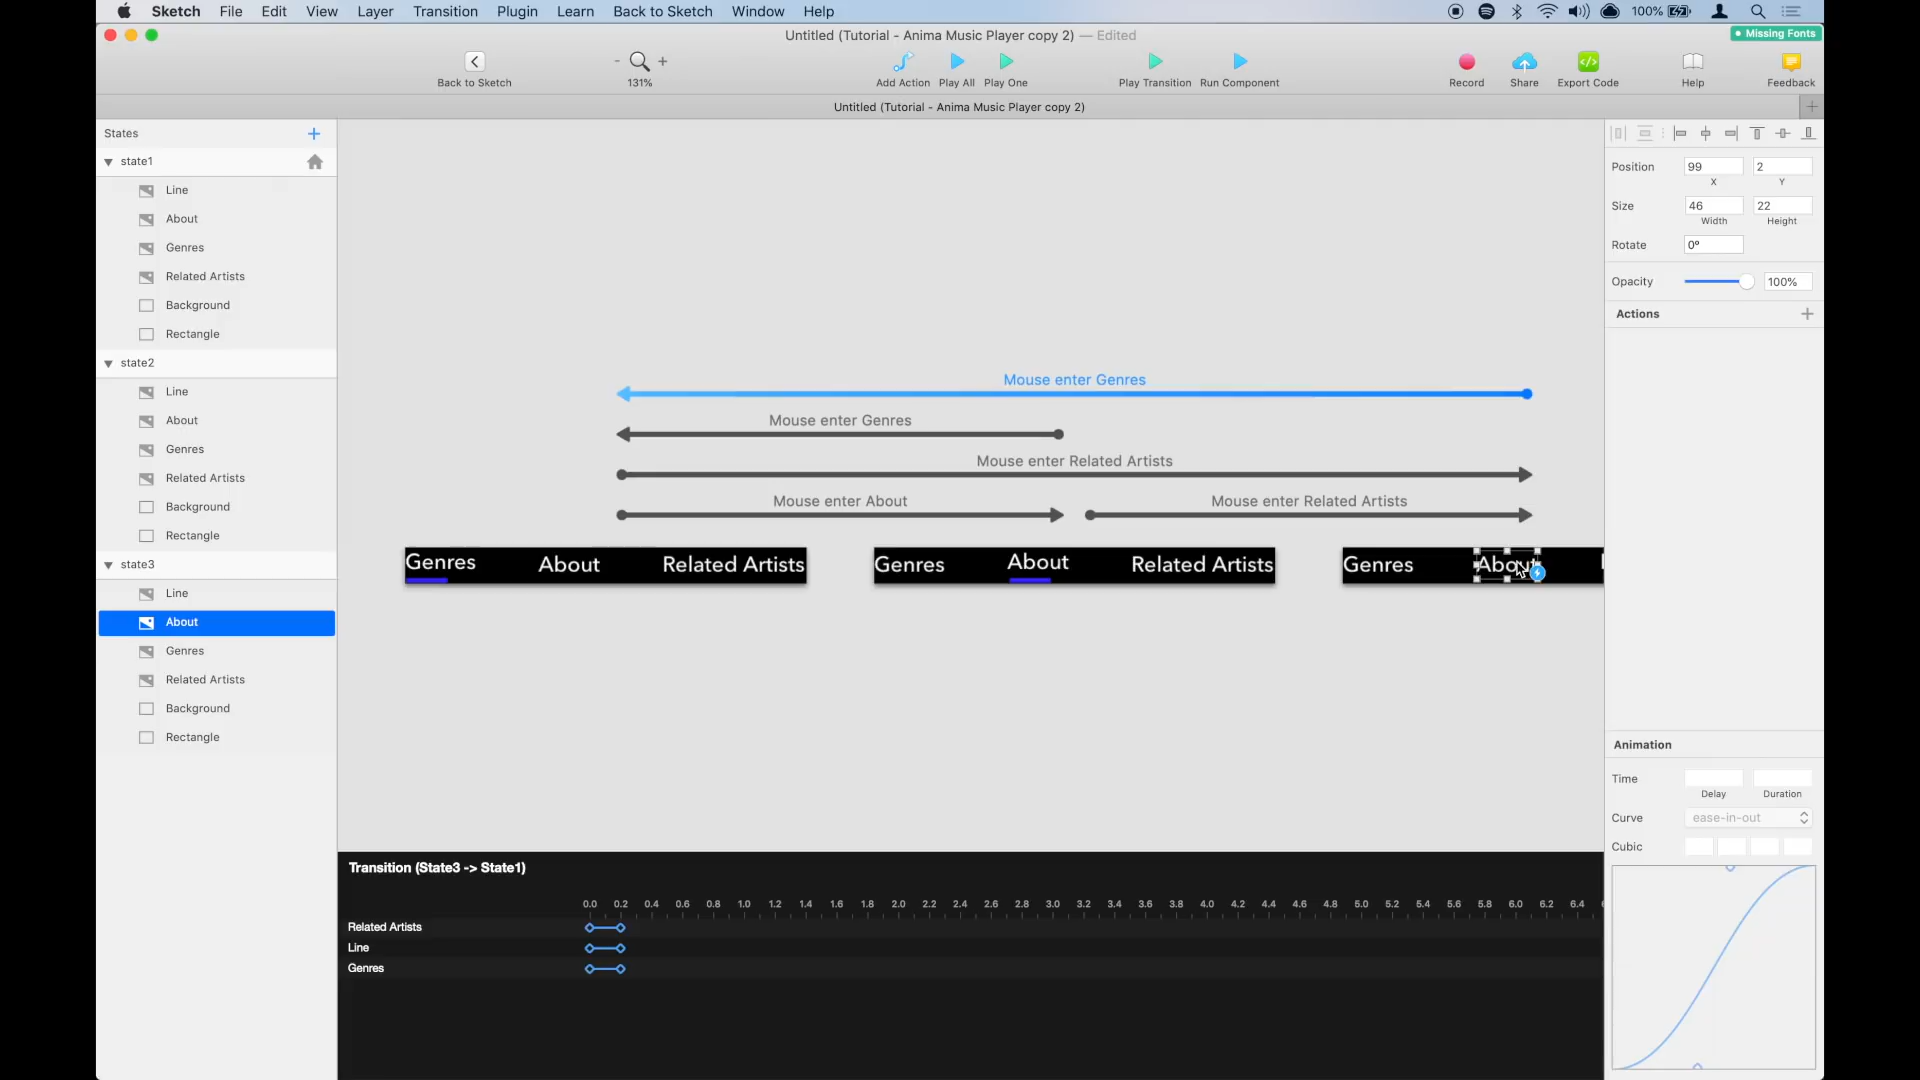 Sketch File Edit View Layer Transition Plugin Learn Back to Sketch Window Help 100%
Untitled (Tutorial - Anima Music Player copy 2) — Edited
Missing Fonts
- +
Back to Sketch 131% Add Action Play All Play One Play Transition Run Component Record Share Export Code Help Feedback
Untitled (Tutorial - Anima Music Player copy 2)
States
state1
Line
About
Genres
Related Artists
Background
Rectangle
state2
Line
About
Genres
Related Artists
Background
Rectangle
state3
Line
About
Genres
Related Artists
Background
Rectangle
Mouse enter Genres
Mouse enter Genres
Mouse enter Related Artists
Mouse enter About Mouse enter Related Artists
Genres About Related Artists
Genres About Related Artists
Genres About
Position 99 2
X Y
Size 46 22
Width Height
Rotate 0º
Opacity 100%
Actions
Animation
Time
Delay Duration
Curve ease-in-out
Cubic
Transition (State3 -> State1)
0.0 0.2 0.4 0.6 0.8 1.0 1.2 1.4 1.6 1.8 2.0 2.2 2.4 2.6 2.8 3.0 3.2 3.4 3.6 3.8 4.0 4.2 4.4 4.6 4.8 5.0 5.2 5.4 5.6 5.8 6.0 6.2 6.4
Related Artists
Line
Genres